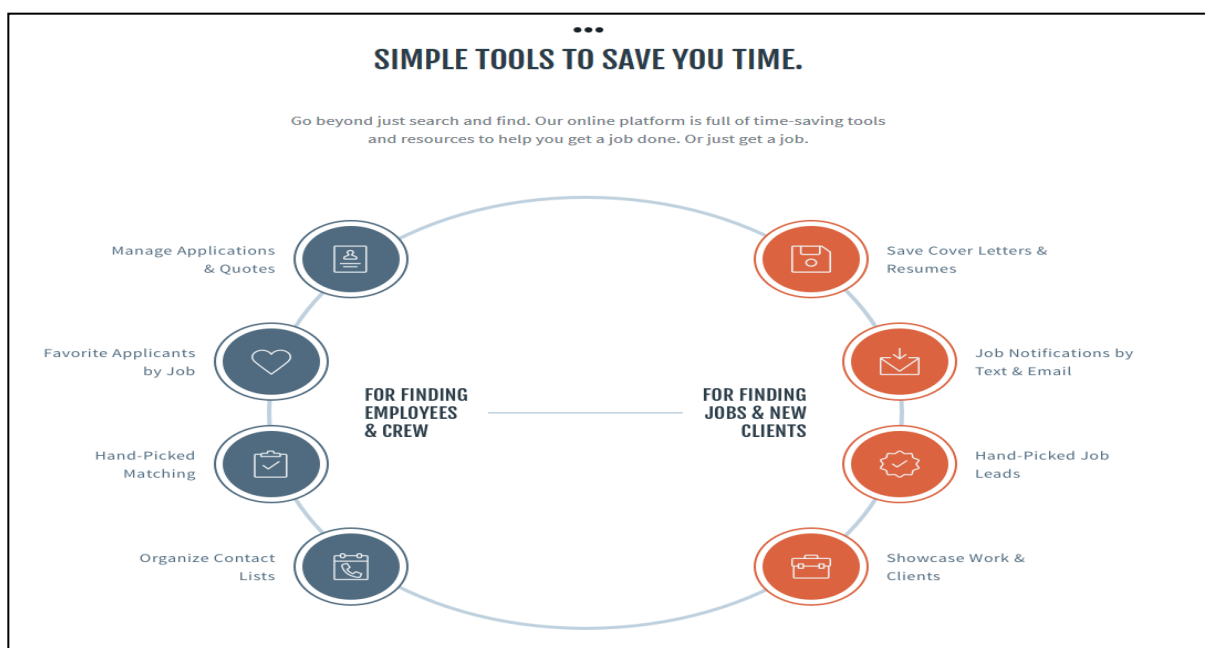 SIMPLE TOOLS TO SAVE YOU TIME.
Go beyond just search and find. Our online platform is full of time-saving tools
and resources to help you get a job done. Or just get a job.
Manage Applications
& Quotes
Favorite Applicants
by Job
Hand-Picked
Matching
Organize Contact
Lists
FOR FINDING
EMPLOYEES
& CREW
FOR FINDING
JOBS & NEW
CLIENTS
Save Cover Letters &
Resumes
Job Notifications by
Text & Email
Hand-Picked Job
Leads
Showcase Work &
Clients